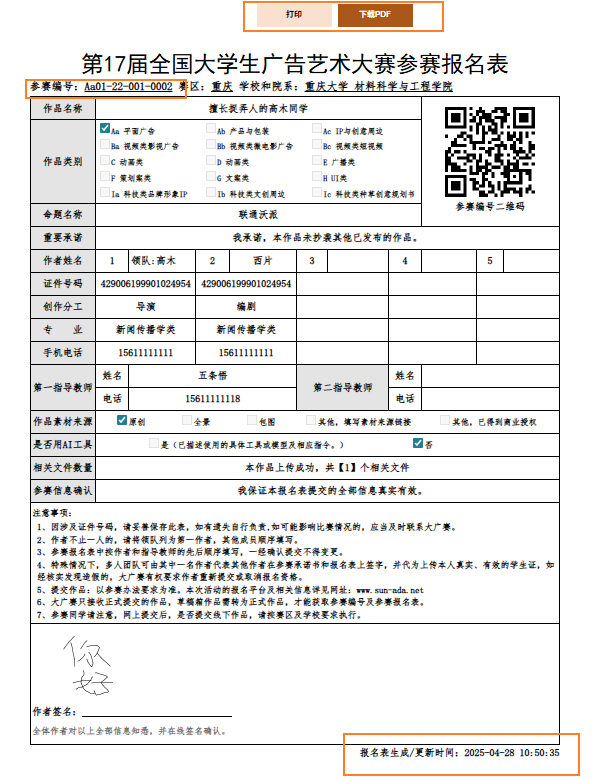 打印 下载PDF
第17届全国大学生广告艺术大赛参赛报名表
参赛编号：Aa01-22-001-0002 赛区：重庆 学校和院系：重庆大学 材料科学与工程学院
作品名称 擅长捉弄人的高木同学
作品类别
Aa 平面广告 Ab 产品与包装 Ac IP与创意周边
Ba 视频类影视广告 Bb 视频类微电影广告 Bc 视频类短视频
C 动画类 D 动画类 E 广播类
F 策划案类 G 文案类 H UI类
Ia 科技类品牌形象IP Ib 科技类文创周边 Ic 科技类种草创意规划书
参赛编号二维码
命题名称 联通沃派
重要承诺 我承诺，本作品未抄袭其他已发布的作品。
作者姓名 1 领队:高木 2 西片 3 4 5
证件号码 429006199901024954 429006199901024954
创作分工 导演 编剧
专 业 新闻传播学类 新闻传播学类
手机电话 15611111111 15611111111
第一指导教师 姓名 五条悟 第二指导教师 姓名
电话 15611111118 电话
作品素材来源 原创 全景 包图 其他，填写素材来源链接 其他，已得到商业授权
是否用AI工具 是（已描述使用的具体工具或模型及相应指令。） 否
相关文件数量 本作品上传成功，共【1】个相关文件
参赛信息确认 我保证本报名表提交的全部信息真实有效。
注意事项：
1、因涉及证件号码，请妥善保存此表，如有遗失自行负责,如可能影响比赛情况的，应当及时联系大广赛。
2、作者不止一人的，请将领队列为第一作者，其他成员顺序填写。
3、参赛报名表中按作者和指导教师的先后顺序填写，一经确认提交不得变更。
4、特殊情况下，多人团队可由其中一名作者代表其他作者在参赛承诺书和报名表上签字，并代为上传本人真实、有效的学生证，如
经核实发现造假的，大广赛有权要求作者重新提交或取消报名资格。
5、提交作品：以参赛办法要求为准。本次活动的报名平台及相关信息详见网址：www.sun-ada.net
6、大广赛只接收正式提交的作品，草稿箱作品需转为正式作品，才能获取参赛编号及参赛报名表。
7、参赛同学请注意，网上提交后，是否提交线下作品，请按赛区及学校要求执行。
你
好
作者签名：
全体作者对以上全部信息知悉，并在线签名确认。
报名表生成/更新时间：2025-04-28 10:50:35